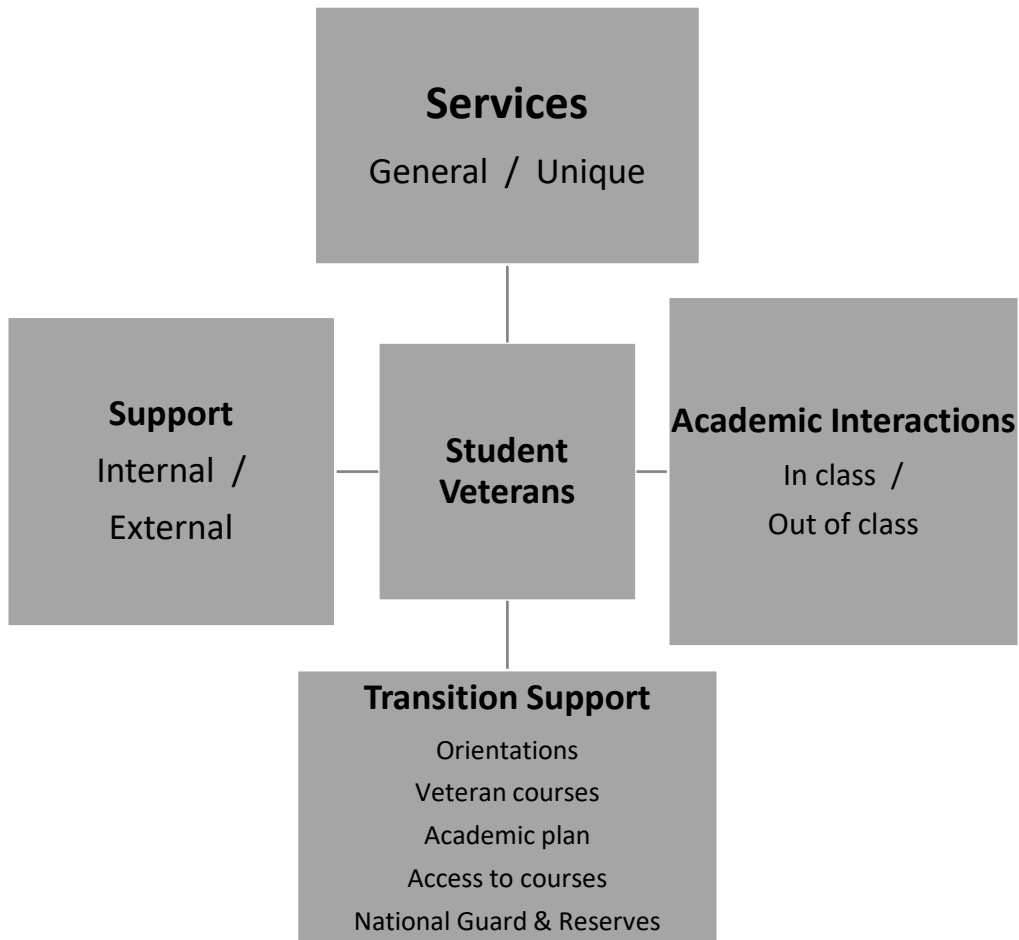 Services
General / Unique
Support
Internal /
External
Student
Veterans
Academic Interactions
In class /
Out of class
Transition Support
Orientations
Veteran courses
Academic plan
Access to courses
National Guard & Reserves